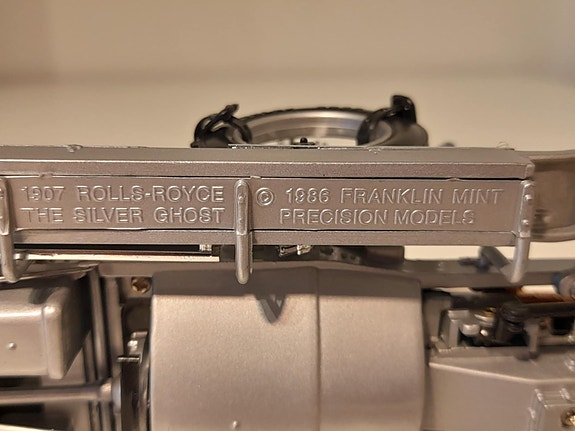 1907 ROLLS-ROYCE
THE SILVER GHOST
© 1986 FRANKLIN MINT
PRECISION MODELS